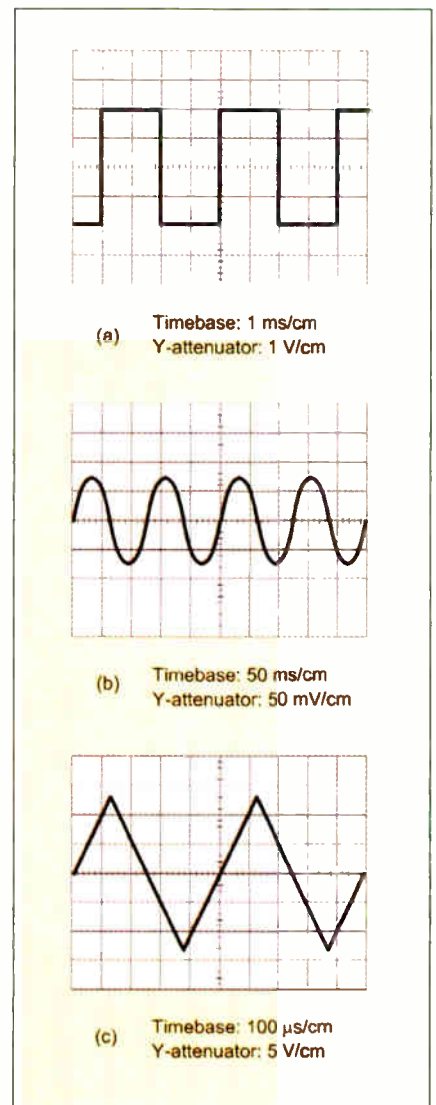 (a) Timebase: 1 ms/cm
Y-attenuator: 1 V/cm
(b) Timebase: 50 ms/cm
Y-attenuator: 50 mV/cm
(c) Timebase: 100 μs/cm
Y-attenuator: 5 V/cm